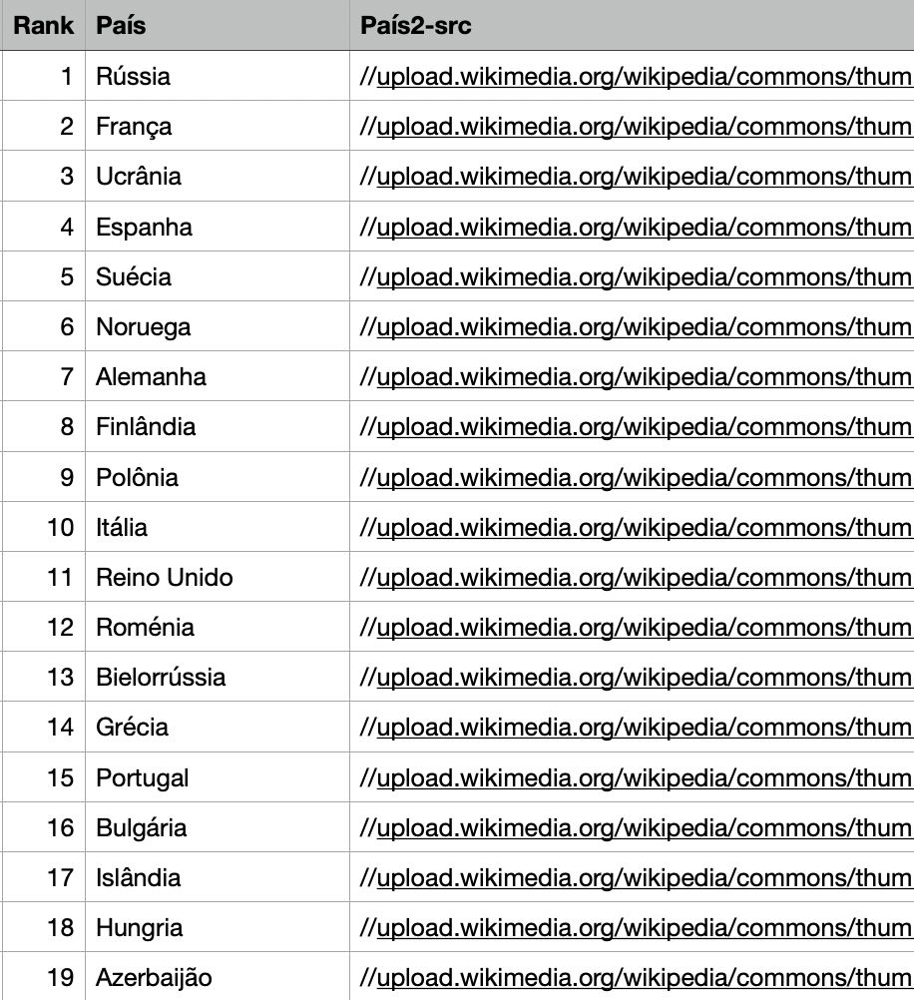 Rank País País2-src
1 Rússia //upload.wikimedia.org/wikipedia/commons/thum
2 França //upload.wikimedia.org/wikipedia/commons/thum
3 Ucrânia //upload.wikimedia.org/wikipedia/commons/thum
4 Espanha //upload.wikimedia.org/wikipedia/commons/thum
5 Suécia //upload.wikimedia.org/wikipedia/commons/thum
6 Noruega //upload.wikimedia.org/wikipedia/commons/thum
7 Alemanha //upload.wikimedia.org/wikipedia/commons/thum
8 Finlândia //upload.wikimedia.org/wikipedia/commons/thum
9 Polônia //upload.wikimedia.org/wikipedia/commons/thum
10 Itália //upload.wikimedia.org/wikipedia/commons/thum
11 Reino Unido //upload.wikimedia.org/wikipedia/commons/thum
12 Roménia //upload.wikimedia.org/wikipedia/commons/thum
13 Bielorrússia //upload.wikimedia.org/wikipedia/commons/thum
14 Grécia //upload.wikimedia.org/wikipedia/commons/thum
15 Portugal //upload.wikimedia.org/wikipedia/commons/thum
16 Bulgária //upload.wikimedia.org/wikipedia/commons/thum
17 Islândia //upload.wikimedia.org/wikipedia/commons/thum
18 Hungria //upload.wikimedia.org/wikipedia/commons/thum
19 Azerbaijão //upload.wikimedia.org/wikipedia/commons/thum